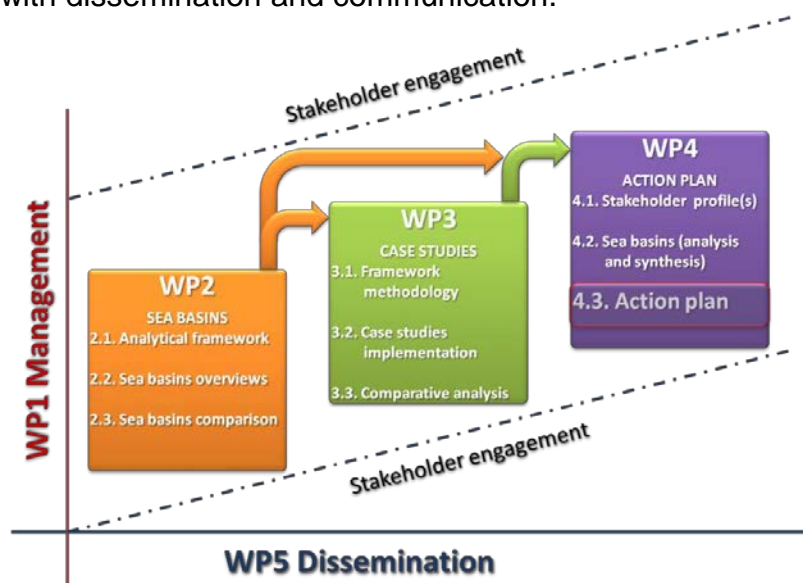 with dissemination and communication.
Stakeholder engagement
WP1 Management
WP2
SEA BASINS
2.1. Analytical framework
2.2. Sea basins overviews
2.3. Sea basins comparison
WP3
CASE STUDIES
3.1. Framework
methodology
3.2. Case studies
implementation
3.3. Comparative analysis
WP4
ACTION PLAN
4.1. Stakeholder profile(s)
4.2. Sea basins (analysis
and synthesis)
4.3. Action plan
Stakeholder engagement
WP5 Dissemination